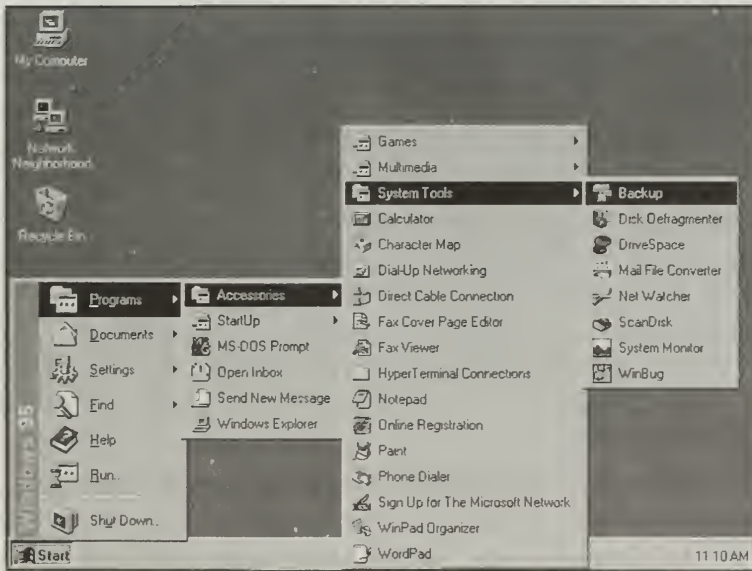 My Computer
Network
Neighborhood
Recycle Bin
Games
Multimedia
System Tools
Calculator
Character Map
Dial-Up Networking
Direct Cable Connection
Fax Cover Page Editor
Fax Viewer
HyperTerminal Connections
Notepad
Online Registration
Paint
Phone Dialer
Sign Up for The Microsoft Network
WinPad Organizer
WordPad
Backup
Disk Defragmenter
DriveSpace
Mail File Converter
Net Watcher
ScanDisk
System Monitor
WinBug
Accessories
StartUp
MS-DOS Prompt
Open Inbox
Send New Message
Windows Explorer
Windows 95
Programs
Documents
Settings
Find
Help
Run..
Shut Down..
Start
11 10 AM